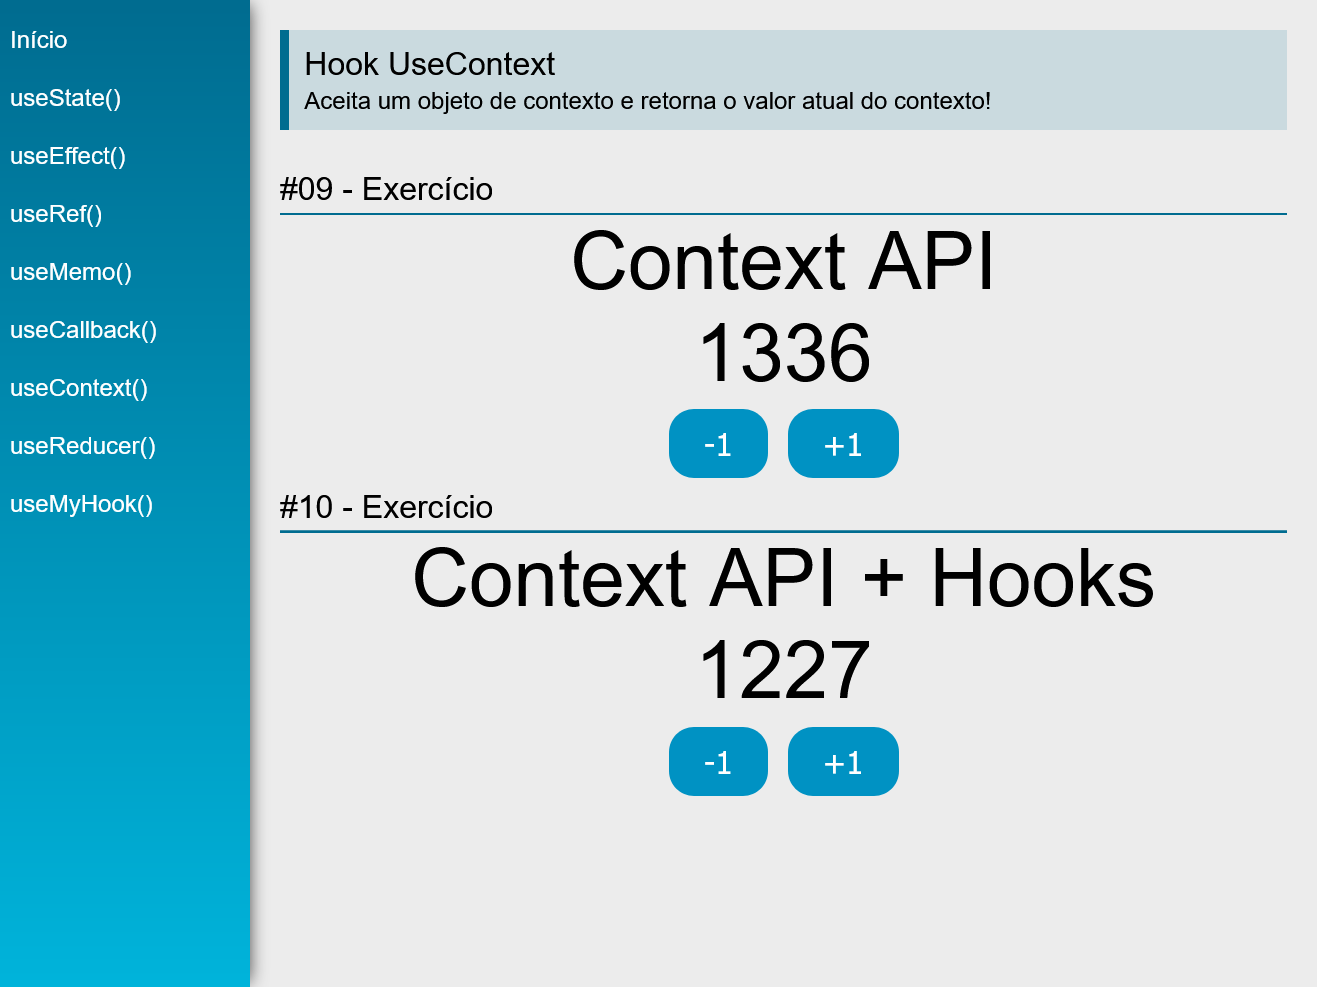 Início
useState()
useEffect()
useRef()
useMemo()
useCallback()
useContext()
useReducer()
useMyHook()
Hook UseContext
Aceita um objeto de contexto e retorna o valor atual do contexto!
#09 - Exercício
Context API
1336
-1 +1
#10 - Exercício
Context API + Hooks
1227
-1 +1